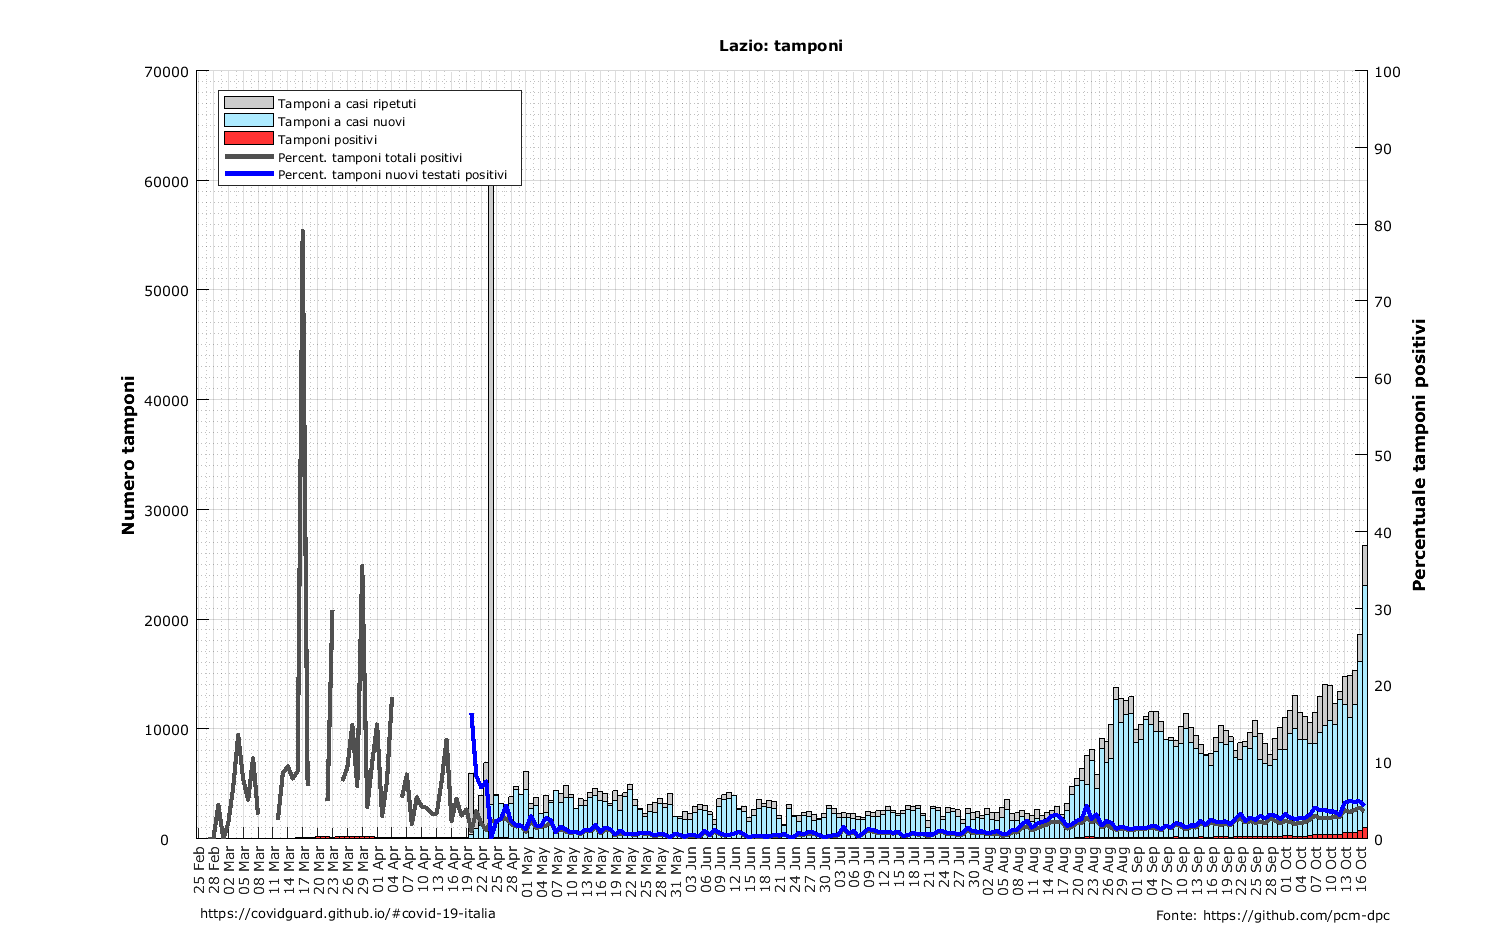 Lazio: tamponi
Tamponi a casi ripetuti
Tamponi a casi nuovi
Tamponi positivi
Percent. tamponi totali positivi
Percent. tamponi nuovi testati positivi
Numero tamponi
70000
60000
50000
40000
30000
20000
10000
0
Percentuale tamponi positivi
100
90
80
70
60
50
40
30
20
10
0
25 Feb
28 Feb
02 Mar
05 Mar
08 Mar
11 Mar
14 Mar
17 Mar
20 Mar
23 Mar
26 Mar
29 Mar
01 Apr
04 Apr
07 Apr
10 Apr
13 Apr
16 Apr
19 Apr
22 Apr
25 Apr
28 Apr
01 May
04 May
07 May
10 May
13 May
16 May
19 May
22 May
25 May
28 May
31 May
03 Jun
06 Jun
09 Jun
12 Jun
15 Jun
18 Jun
21 Jun
24 Jun
27 Jun
30 Jun
03 Jul
06 Jul
09 Jul
12 Jul
15 Jul
18 Jul
21 Jul
24 Jul
27 Jul
30 Jul
02 Aug
05 Aug
08 Aug
11 Aug
14 Aug
17 Aug
20 Aug
23 Aug
26 Aug
29 Aug
01 Sep
04 Sep
07 Sep
10 Sep
13 Sep
16 Sep
19 Sep
22 Sep
25 Sep
28 Sep
01 Oct
04 Oct
07 Oct
10 Oct
13 Oct
16 Oct
https://covidguard.github.io/#covid-19-italia
Fonte: https://github.com/pcm-dpc